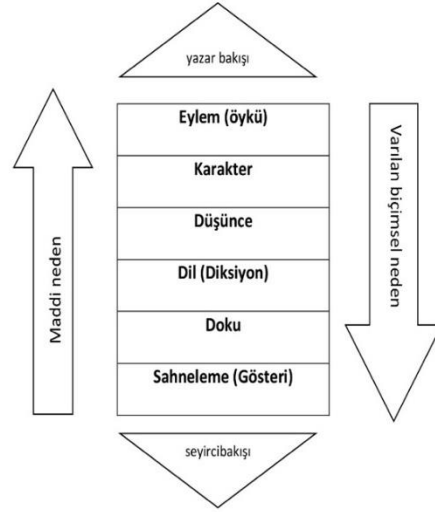 yazar bakışı
Eylem (öykü)
Karakter
Düşünce
Dil (Diksiyon)
Doku
Sahneleme (Gösteri)
seyircibakışı
Maddi neden
Varılan biçimsel neden